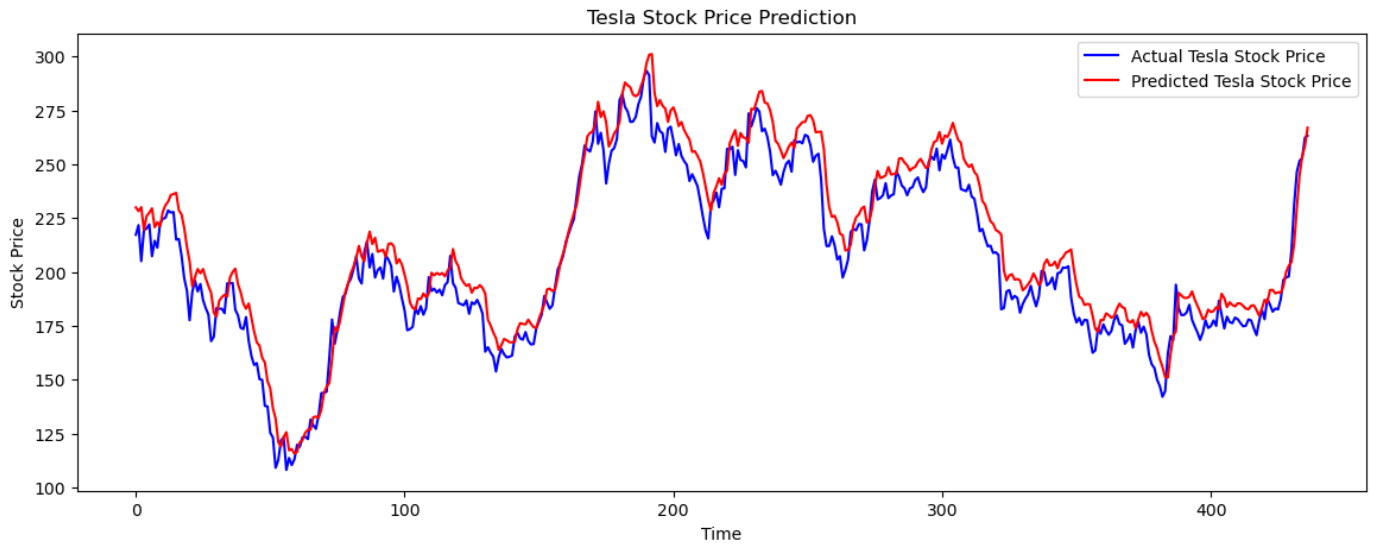 Tesla Stock Price Prediction
Actual Tesla Stock Price
Predicted Tesla Stock Price
Stock Price
300
275
250
225
200
175
150
125
100
0 100 200 300 400
Time